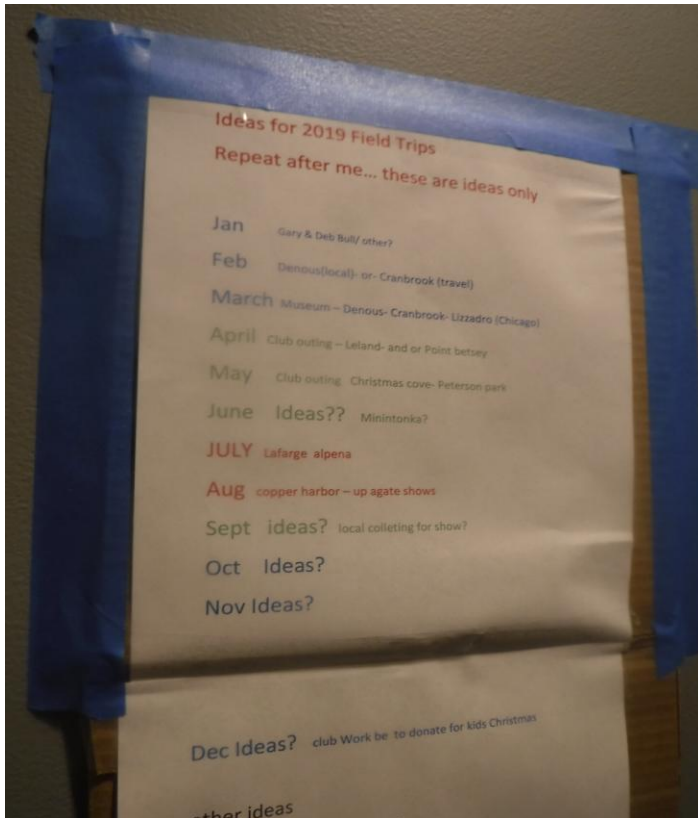 Ideas for 2019 Field Trips
Repeat after me... these are ideas only
Jan Gary & Deb Bull/ other?
Feb Denous(local)- or- Cranbrook (travel)
March Museum – Denous- Cranbrook- Lizzadro (Chicago)
April Club outing – Leland- and or Point betsey
May Club outing Christmas cove- Peterson park
June Ideas?? Minintonka?
JULY Lafarge alpena
Aug copper harbor – up agate shows
Sept ideas? local colleting for show?
Oct Ideas?
Nov Ideas?
Dec Ideas? club Work be to donate for kids Christmas
other ideas